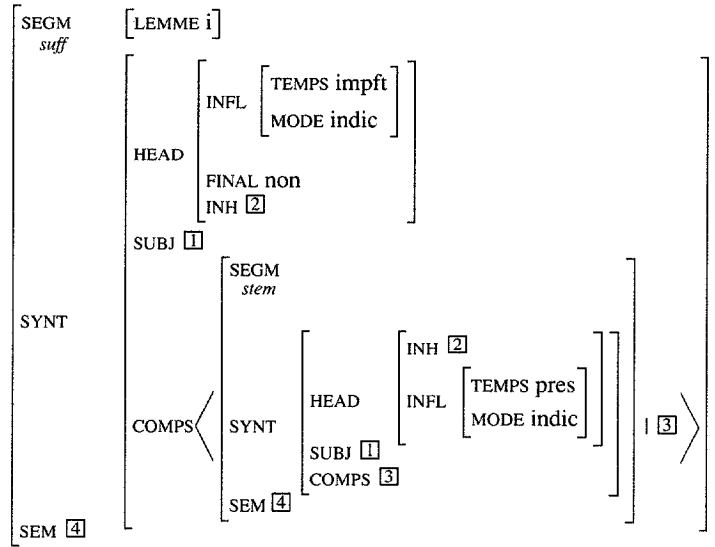 SEGM [LEMME i]
suff
TEMPS impft
INFL
MODE indic
HEAD
FINAL non
INH 2
SUBJ 1
SEGM
stem
SYNT
INH 2
TEMPS pres
HEAD INFL
MODE indic
COMPS SYNT | 3
SUBJ 1
COMPS 3
SEM 4
SEM 4